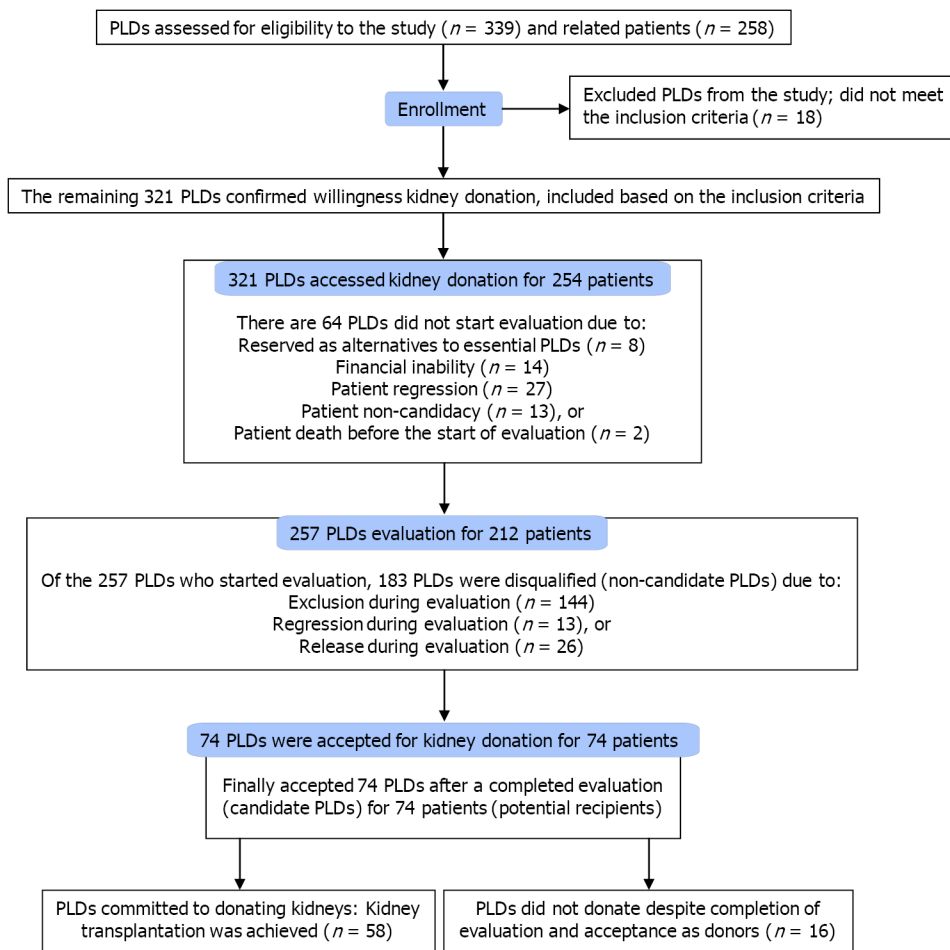 PLDs assessed for eligibility to the study (n = 339) and related patients (n = 258)
Enrollment
Excluded PLDs from the study; did not meet
the inclusion criteria (n = 18)
The remaining 321 PLDs confirmed willingness kidney donation, included based on the inclusion criteria
321 PLDs accessed kidney donation for 254 patients
There are 64 PLDs did not start evaluation due to:
Reserved as alternatives to essential PLDs (n = 8)
Financial inability (n = 14)
Patient regression (n = 27)
Patient non-candidacy (n = 13), or
Patient death before the start of evaluation (n = 2)
257 PLDs evaluation for 212 patients
Of the 257 PLDs who started evaluation, 183 PLDs were disqualified (non-candidate PLDs) due to:
Exclusion during evaluation (n = 144)
Regression during evaluation (n = 13), or
Release during evaluation (n = 26)
74 PLDs were accepted for kidney donation for 74 patients
Finally accepted 74 PLDs after a completed evaluation
(candidate PLDs) for 74 patients (potential recipients)
PLDs committed to donating kidneys: Kidney
transplantation was achieved (n = 58)
PLDs did not donate despite completion of
evaluation and acceptance as donors (n = 16)